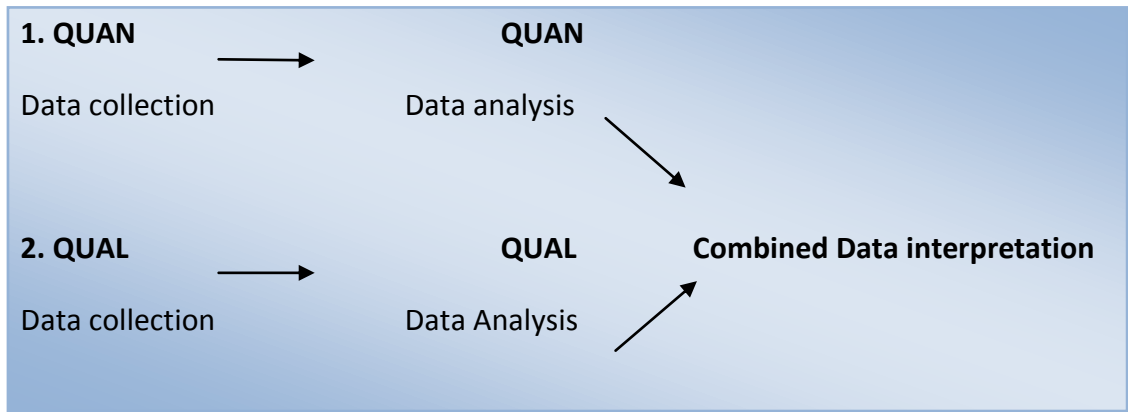 1. QUAN QUAN
Data collection Data analysis
2. QUAL QUAL Combined Data interpretation
Data collection Data Analysis